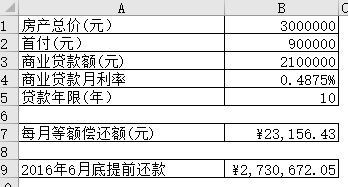 A B C
1 房产总价(元) 3000000
2 首付(元) 900000
3 商业贷款额(元) 2100000
4 商业贷款月利率 0.4875%
5 贷款年限(年) 10
6
7 每月等额偿还额(元) ¥23,156.43
8
9 2016年6月底提前还款 ¥2,730,672.05